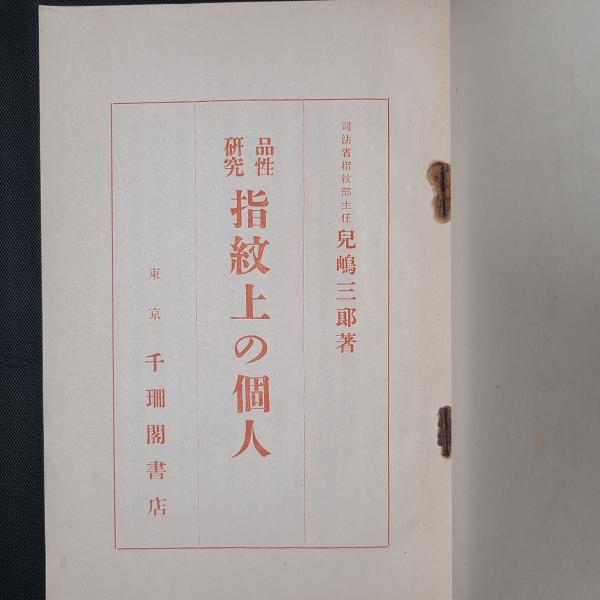 司法省指紋部主任 兒嶋三郎著
品性
研究
指紋上の個人
東京 千珊閣書店